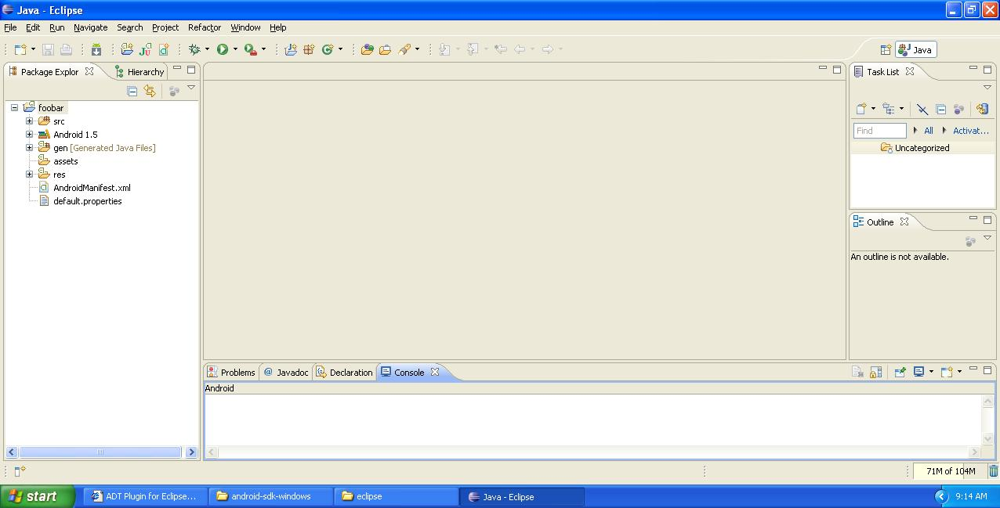 Java - Eclipse
File Edit Run Navigate Search Project Refactor Window Help
Java
Package Explor
Hierarchy
foobar
src
Android 1.5
gen [Generated Java Files]
assets
res
AndroidManifest.xml
default.properties
Task List
Find All Activat...
Uncategorized
Outline
An outline is not available.
Problems @ Javadoc Declaration Console
Android
71M of 104M
start ADT Plugin for Eclipse... android-sdk-windows eclipse Java - Eclipse 9:14 AM